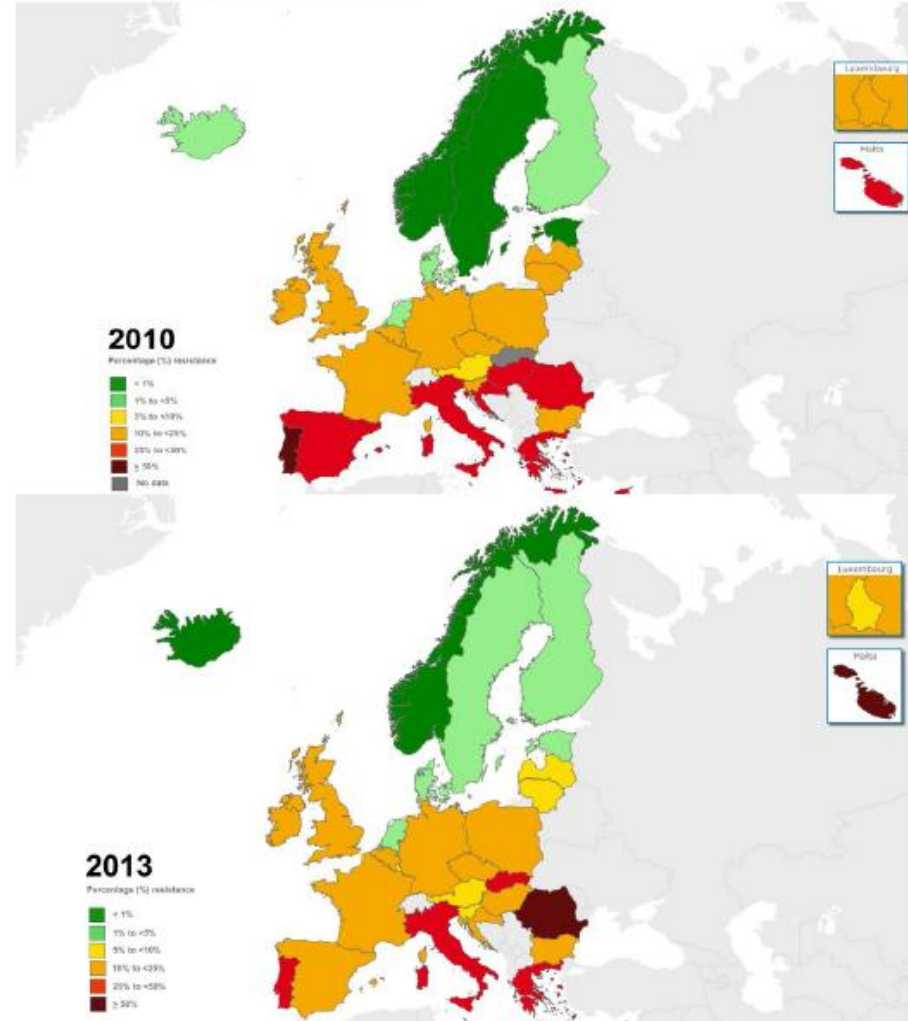 Luxembourg
Malta
2010
Percentage (%) resistance
< 1%
1% to <5%
5% to <10%
10% to <25%
25% to <50%
≥ 50%
No data
Luxembourg
Malta
2013
Percentage (%) resistance
< 1%
1% to <5%
5% to <10%
10% to <25%
25% to <50%
≥ 50%